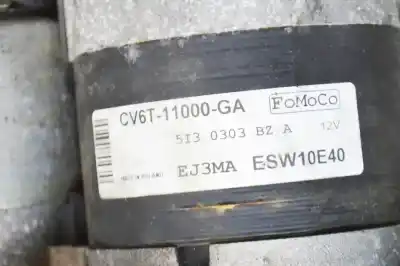 CV6T-11000-GA FoMoCo
5I3 0303 BZ A 12V
EJ3MA ESW10E40